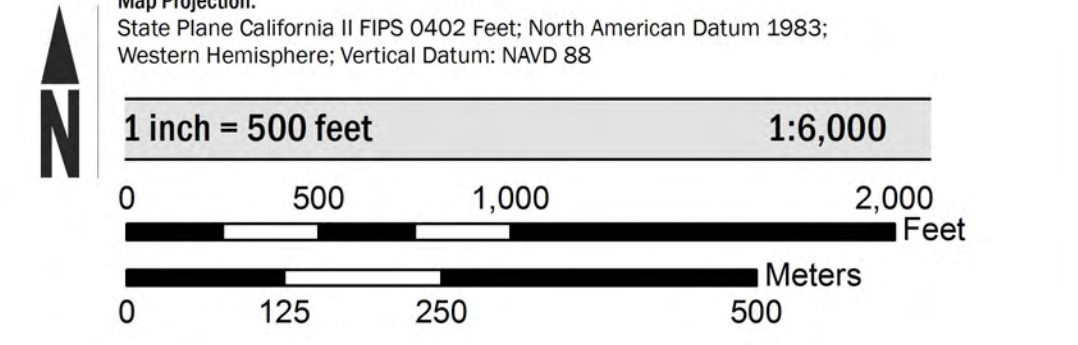 Map Projection:
State Plane California II FIPS 0402 Feet; North American Datum 1983;
Western Hemisphere; Vertical Datum: NAVD 88
N
1 inch = 500 feet 1:6,000
0 500 1,000 2,000
Feet
Meters
0 125 250 500